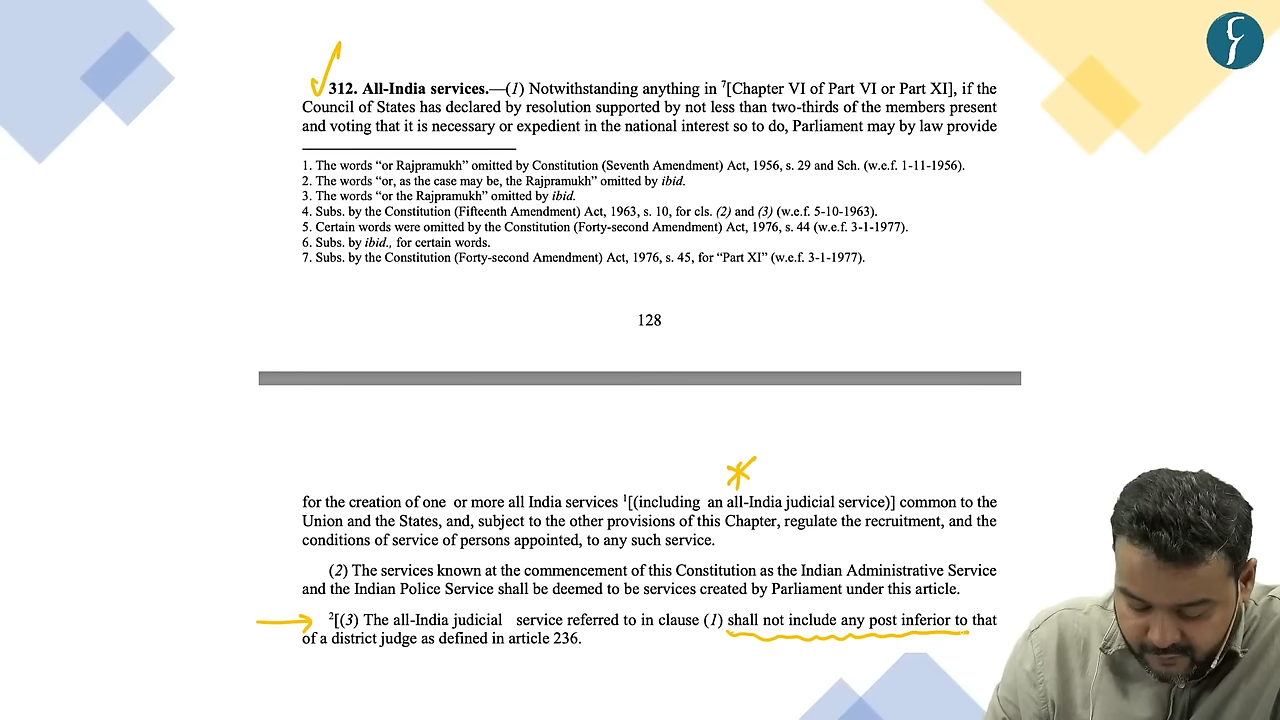 312. All-India services.—(1) Notwithstanding anything in ⁷[Chapter VI of Part VI or Part XI], if the
Council of States has declared by resolution supported by not less than two-thirds of the members present
and voting that it is necessary or expedient in the national interest so to do, Parliament may by law provide
1. The words “or Rajpramukh” omitted by Constitution (Seventh Amendment) Act, 1956, s. 29 and Sch. (w.e.f. 1-11-1956).
2. The words “or, as the case may be, the Rajpramukh” omitted by ibid.
3. The words “or the Rajpramukh” omitted by ibid.
4. Subs. by the Constitution (Fifteenth Amendment) Act, 1963, s. 10, for cls. (2) and (3) (w.e.f. 5-10-1963).
5. Certain words were omitted by the Constitution (Forty-second Amendment) Act, 1976, s. 44 (w.e.f. 3-1-1977).
6. Subs. by ibid., for certain words.
7. Subs. by the Constitution (Forty-second Amendment) Act, 1976, s. 45, for “Part XI” (w.e.f. 3-1-1977).
128
for the creation of one or more all India services ¹[(including an all-India judicial service)] common to the
Union and the States, and, subject to the other provisions of this Chapter, regulate the recruitment, and the
conditions of service of persons appointed, to any such service.
(2) The services known at the commencement of this Constitution as the Indian Administrative Service
and the Indian Police Service shall be deemed to be services created by Parliament under this article.
²[(3) The all-India judicial service referred to in clause (1) shall not include any post inferior to that
of a district judge as defined in article 236.